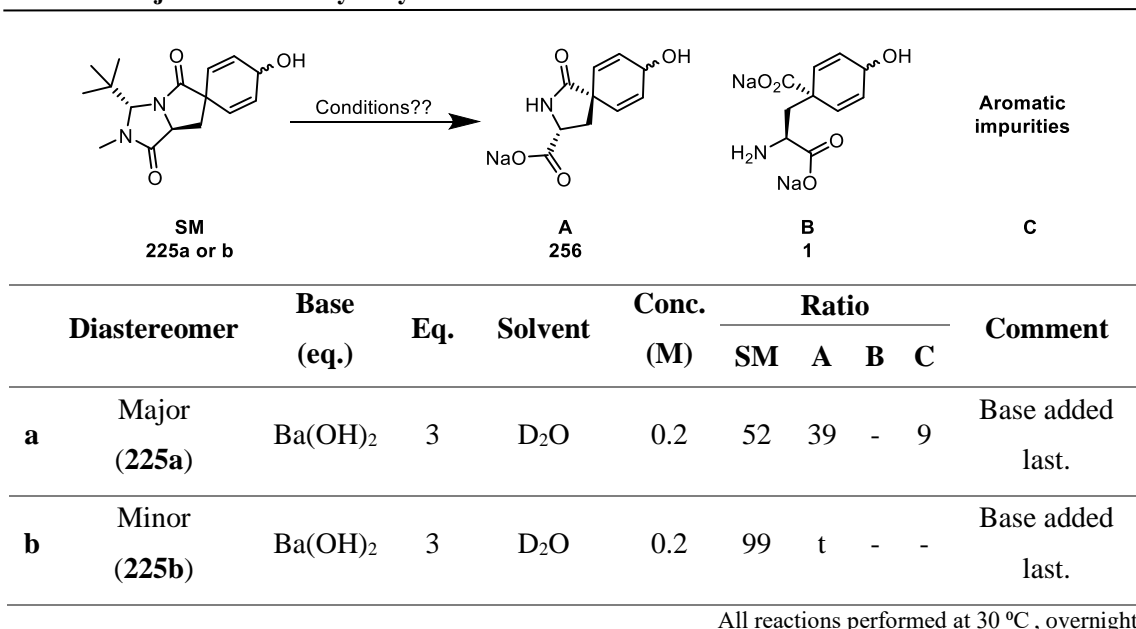 O
OH
N
N
O
Conditions??
O
OH
HN
NaO
O
NaO₂C
OH
H₂N
O
NaO
Aromatic
impurities
SM
225a or b
A
256
B
1
C
Diastereomer
Base
(eq.)
Eq.
Solvent
Conc.
(M)
Ratio
SM A B C
Comment
a
Major
(225a)
Ba(OH)₂ 3 D₂O 0.2 52 39 - 9
Base added
last.
b
Minor
(225b)
Ba(OH)₂ 3 D₂O 0.2 99 t - -
Base added
last.
All reactions performed at 30 ⁰C , overnight